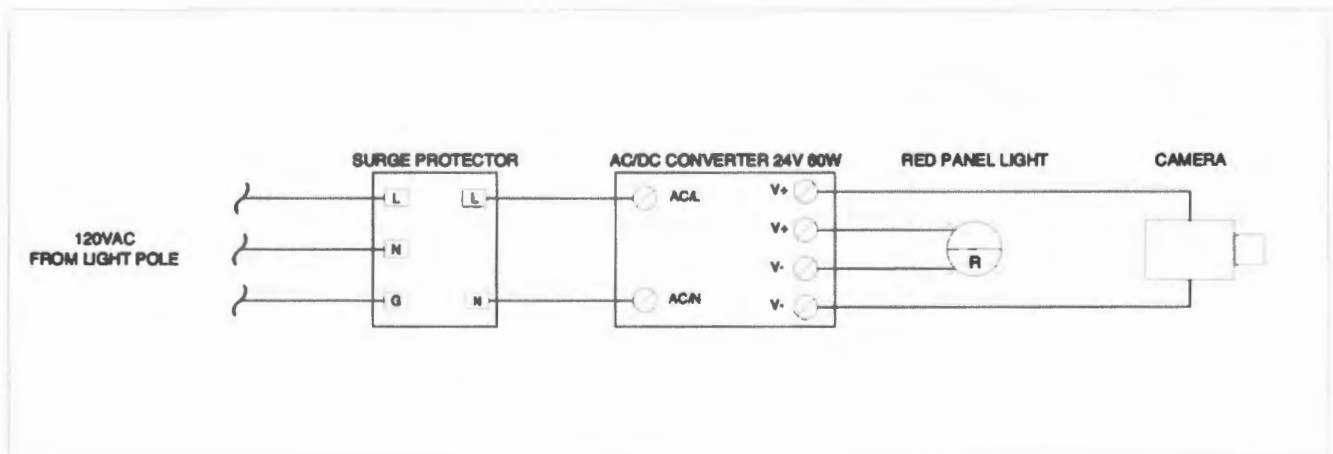 SURGE PROTECTOR
AC/DC CONVERTER 24V 60W
RED PANEL LIGHT
CAMERA
120VAC
FROM LIGHT POLE
L
L
N
G
N
AC/L
AC/N
V+
V+
V-
V-
R